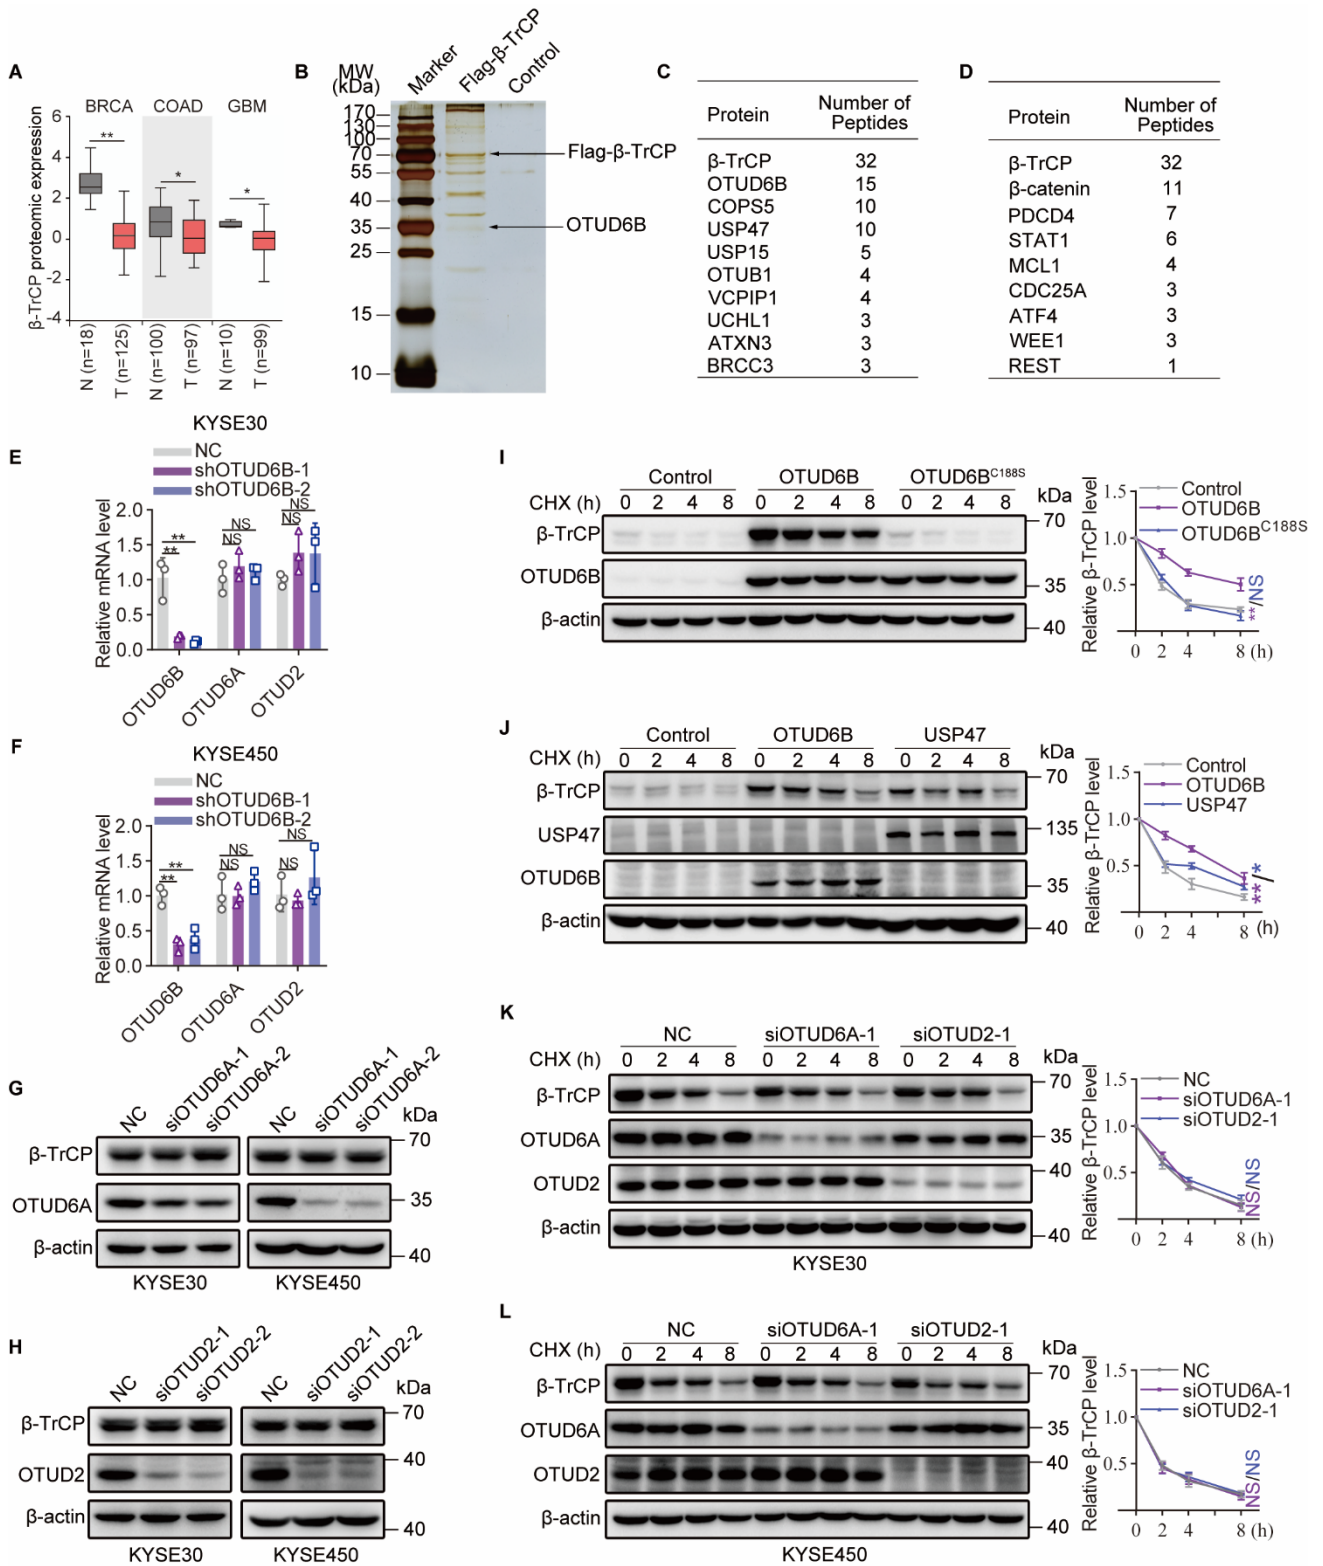 A
BRCA COAD GBM
β-TrCP proteomic expression
6
4
2
0
-2
-4
N (n=18)
T (n=125)
N (n=100)
T (n=97)
N (n=10)
T (n=99)
** * *
B
MW
(kDa)
Marker
Flag-β-TrCP
Control
170
130
100
70
55
40
35
25
15
10
Flag-β-TrCP
OTUD6B
C
Protein Number of
Peptides
β-TrCP 32
OTUD6B 15
COPS5 10
USP47 10
USP15 5
OTUB1 4
VCPIP1 4
UCHL1 3
ATXN3 3
BRCC3 3
D
Protein Number of
Peptides
β-TrCP 32
β-catenin 11
PDCD4 7
STAT1 6
MCL1 4
CDC25A 3
ATF4 3
WEE1 3
REST 1
E
KYSE30
NC
shOTUD6B-1
shOTUD6B-2
Relative mRNA level
2.0
1.5
1.0
0.5
0.0
** **
NS NS
NS NS
OTUD6B OTUD6A OTUD2
F
KYSE450
NC
shOTUD6B-1
shOTUD6B-2
Relative mRNA level
2.0
1.5
1.0
0.5
0.0
** **
NS NS
NS NS
OTUD6B OTUD6A OTUD2
G
NC siOTUD6A-1 siOTUD6A-2 NC siOTUD6A-1 siOTUD6A-2
kDa
β-TrCP 70
OTUD6A 35
β-actin 40
KYSE30 KYSE450
H
NC siOTUD2-1 siOTUD2-2 NC siOTUD2-1 siOTUD2-2
kDa
β-TrCP 70
OTUD2 40
β-actin 40
KYSE30 KYSE450
I
Control OTUD6B OTUD6BC188S
CHX (h) 0 2 4 8 0 2 4 8 0 2 4 8 kDa
β-TrCP 70
OTUD6B 35
β-actin 40
Relative β-TrCP level
1.5
1.0
0.5
Control
OTUD6B
OTUD6BC188S
**/NS
0 2 4 8 (h)
J
Control OTUD6B USP47
CHX (h) 0 2 4 8 0 2 4 8 0 2 4 8 kDa
β-TrCP 70
USP47 135
OTUD6B 35
β-actin 40
Relative β-TrCP level
1.5
1.0
0.5
Control
OTUD6B
USP47
**/*
0 2 4 8 (h)
K
NC siOTUD6A-1 siOTUD2-1
CHX (h) 0 2 4 8 0 2 4 8 0 2 4 8 kDa
β-TrCP 70
OTUD6A 35
OTUD2 40
β-actin 40
KYSE30
Relative β-TrCP level
1.5
1.0
0.5
NC
siOTUD6A-1
siOTUD2-1
NS/NS
0 2 4 8 (h)
L
NC siOTUD6A-1 siOTUD2-1
CHX (h) 0 2 4 8 0 2 4 8 0 2 4 8 kDa
β-TrCP 70
OTUD6A 35
OTUD2 40
β-actin 40
KYSE450
Relative β-TrCP level
1.5
1.0
0.5
NC
siOTUD6A-1
siOTUD2-1
NS/NS
0 2 4 8 (h)